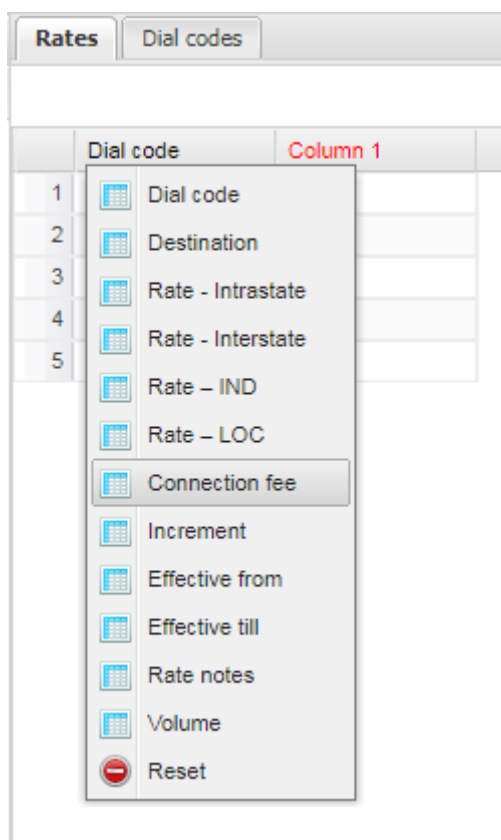 Rates Dial codes
Dial code Column 1
1 Dial code
2 Destination
3 Rate - Intrastate
4 Rate - Interstate
5 Rate – IND
Rate – LOC
Connection fee
Increment
Effective from
Effective till
Rate notes
Volume
Reset